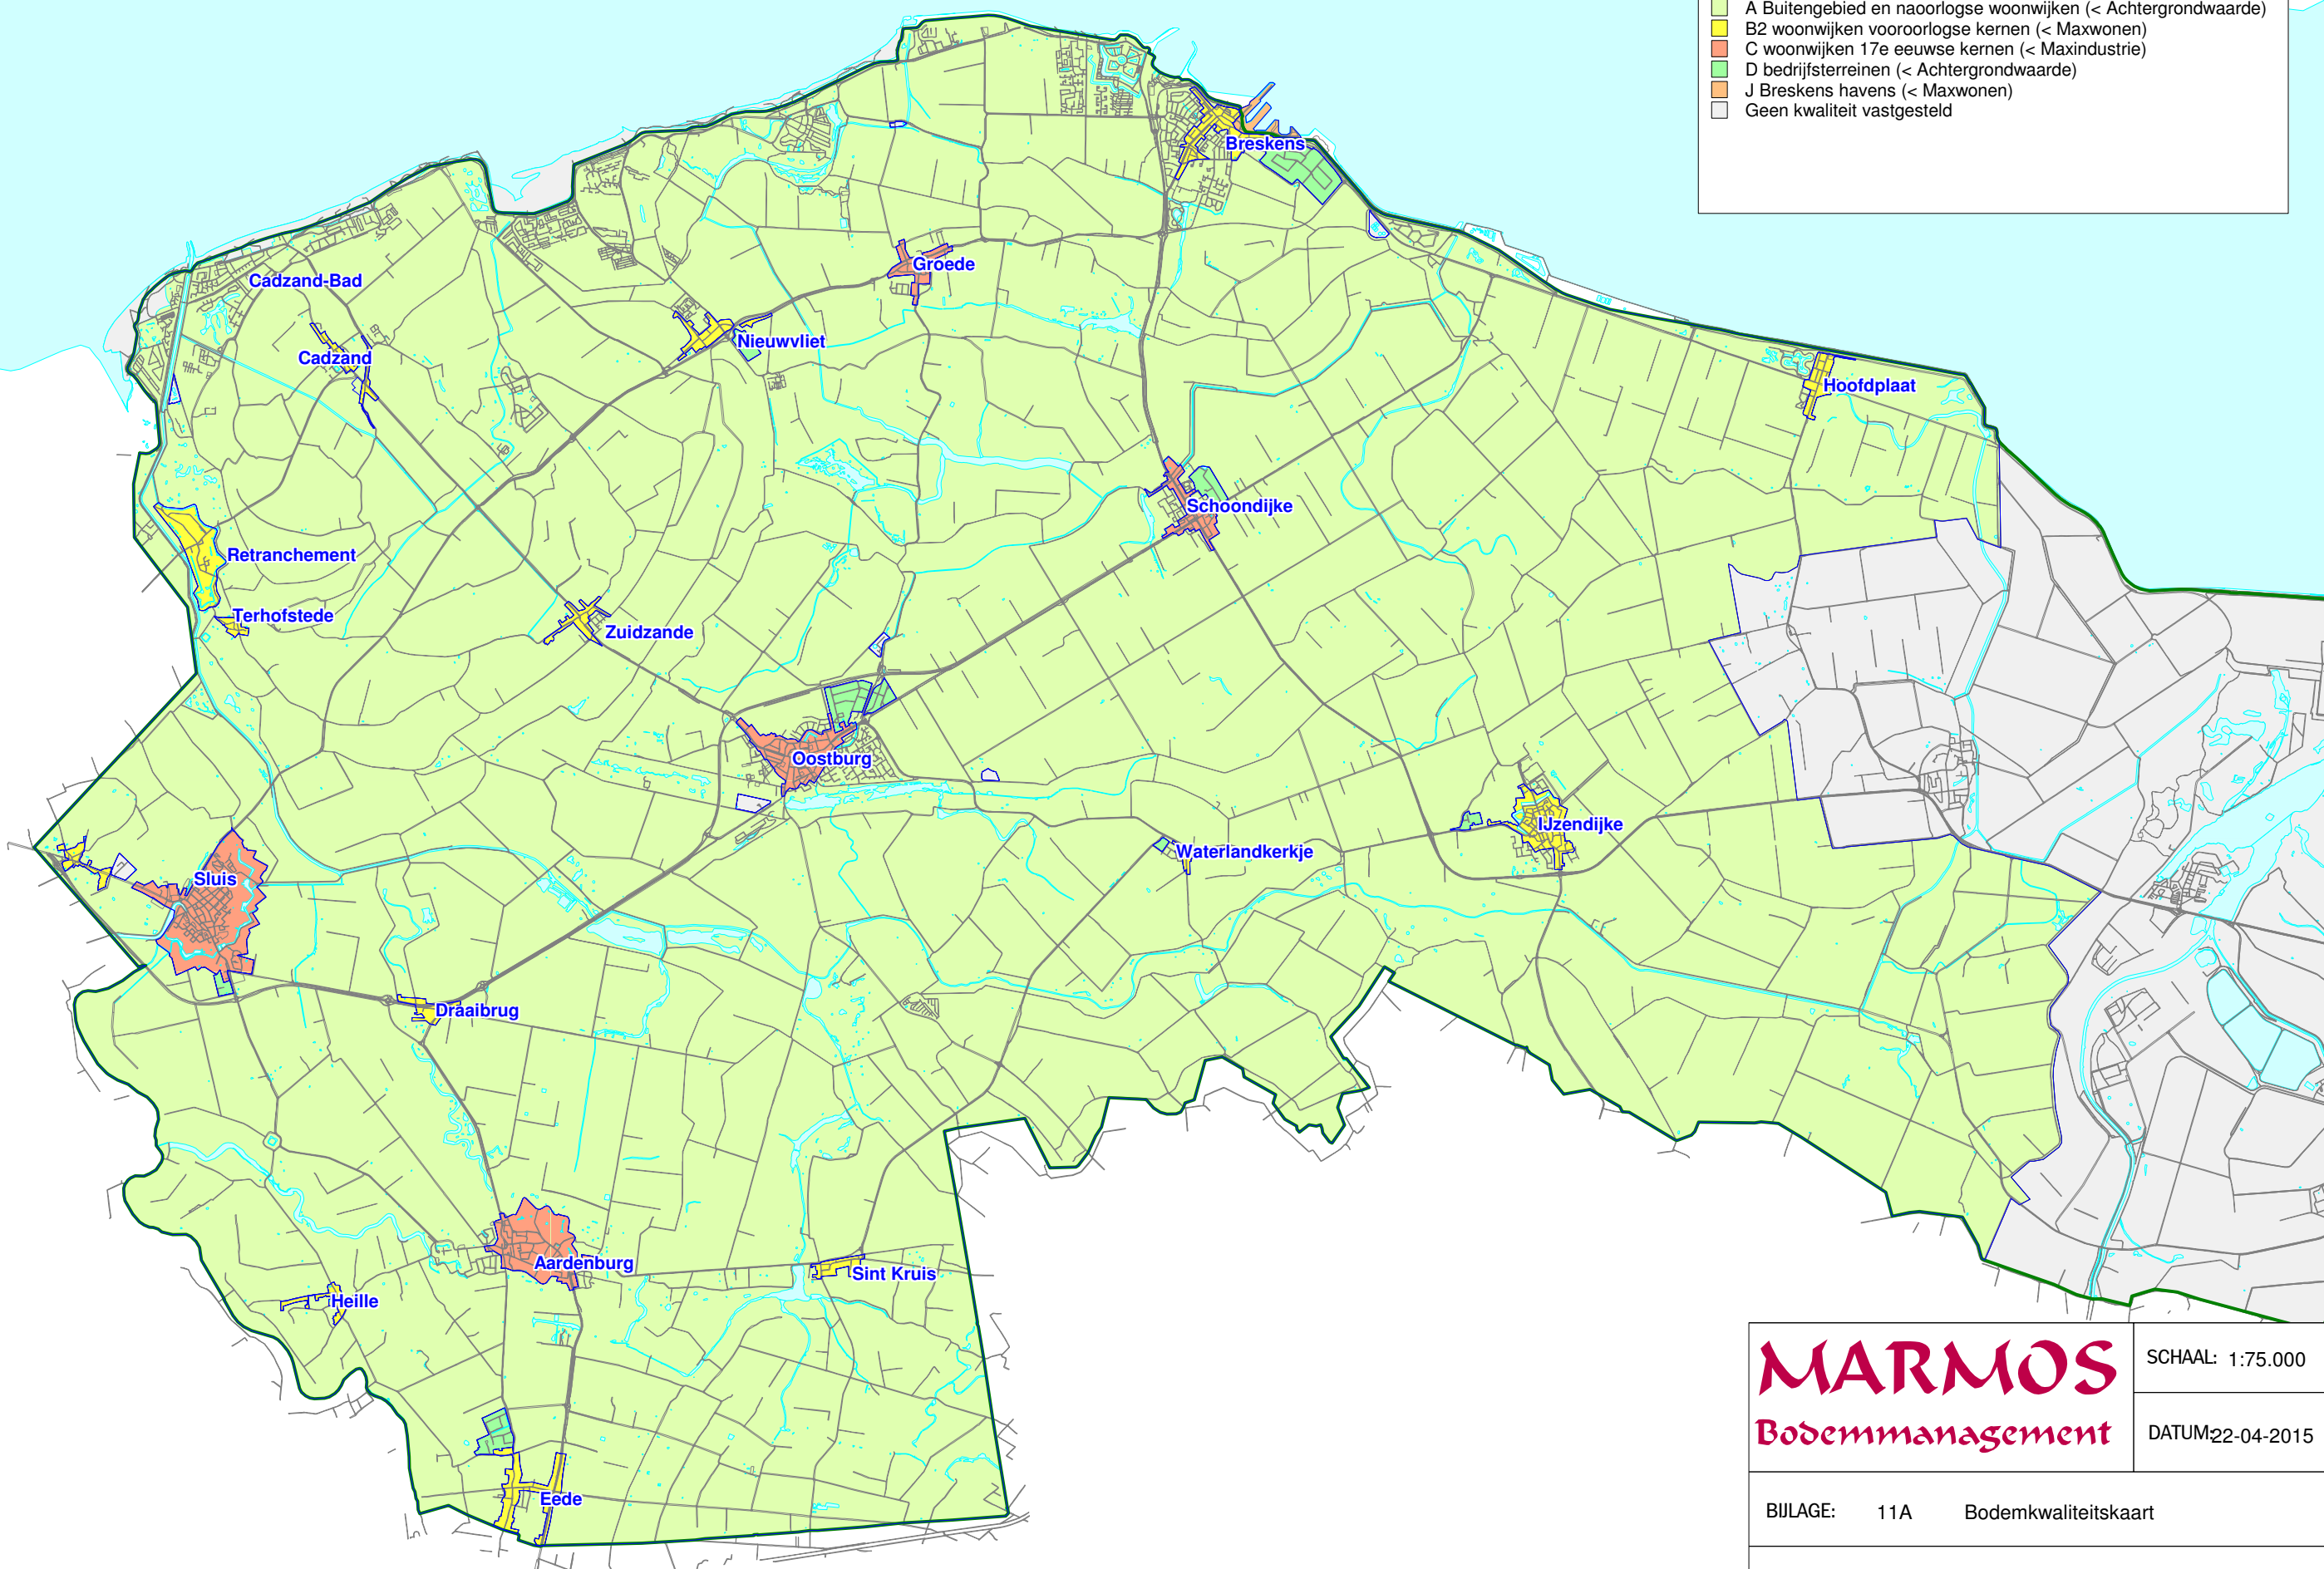 A Buitengebied en naoorlogse woonwijken (< Achtergrondwaarde)
B2 woonwijken vooroorlogse kernen (< Maxwonen)
C woonwijken 17e eeuwse kernen (< Maxindustrie)
D bedrijfsterreinen (< Achtergrondwaarde)
J Breskens havens (< Maxwonen)
Geen kwaliteit vastgesteld
Breskens
Groede
Cadzand-Bad
Nieuwvliet
Cadzand
Hoofdplaat
Schoondijke
Retranchement
Terhofstede
Zuidzande
Oostburg
IJzendijke
Waterlandkerkje
Sluis
Draaibrug
Aardenburg
Sint Kruis
Heille
Eede
MARMOS
Bodemmanagement
SCHAAL: 1:75.000
DATUM: 22-04-2015
BIJLAGE: 11A Bodemkwaliteitskaart